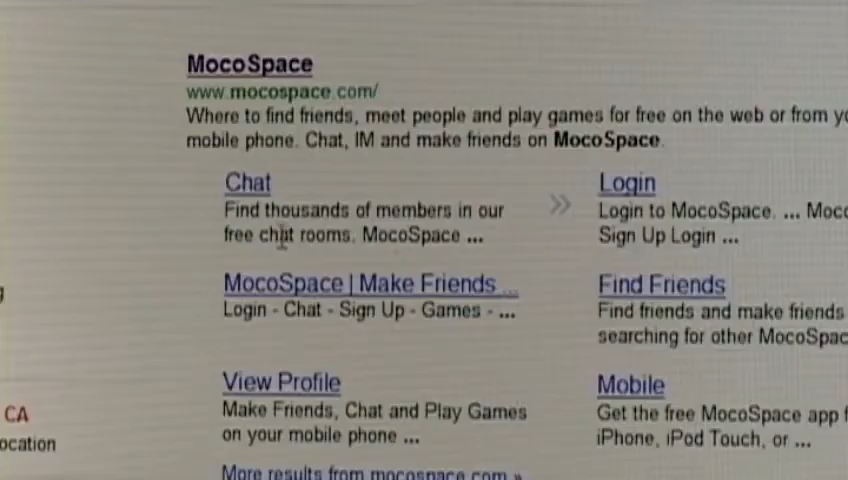 MocoSpace
www.mocospace.com/
Where to find friends, meet people and play games for free on the web or from
mobile phone. Chat, IM and make friends on MocoSpace.
Chat
Find thousands of members in our
free chat rooms. MocoSpace ...
»
Login
Login to MocoSpace. ... Moco
Sign Up Login ...
MocoSpace | Make Friends ...
Login - Chat - Sign Up - Games - ...
Find Friends
Find friends and make friends
searching for other MocoSpac
View Profile
Make Friends, Chat and Play Games
on your mobile phone ...
Mobile
Get the free MocoSpace app f
iPhone, iPod Touch, or ...
More results from mocospace.com »
CA
ocation